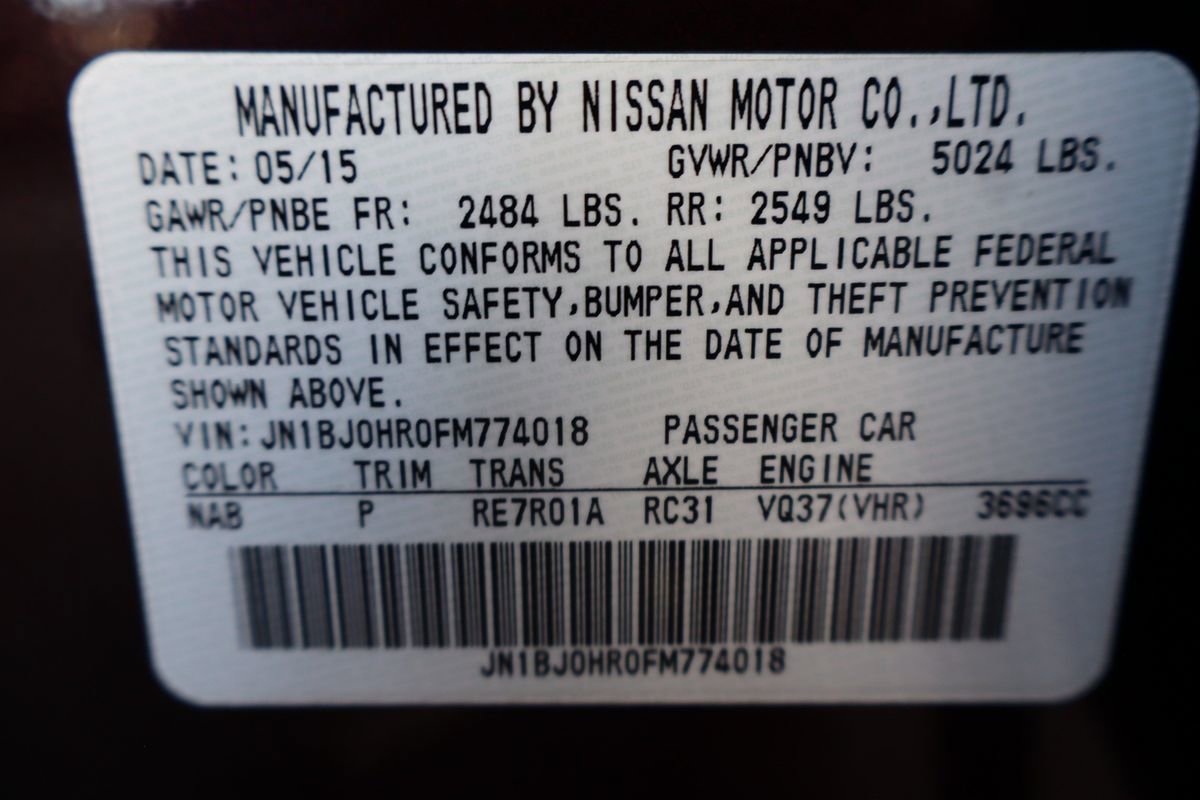 MANUFACTURED BY NISSAN MOTOR CO.,LTD.
DATE: 05/15 GVWR/PNBV: 5024 LBS.
GAWR/PNBE FR: 2484 LBS. RR: 2549 LBS.
THIS VEHICLE CONFORMS TO ALL APPLICABLE FEDERAL
MOTOR VEHICLE SAFETY,BUMPER,AND THEFT PREVENTION
STANDARDS IN EFFECT ON THE DATE OF MANUFACTURE
SHOWN ABOVE.
VIN:JN1BJ0HR0FM774018 PASSENGER CAR
COLOR TRIM TRANS AXLE ENGINE
NAB P RE7R01A RC31 VQ37(VHR) 3696CC
JN1BJ0HR0FM774018